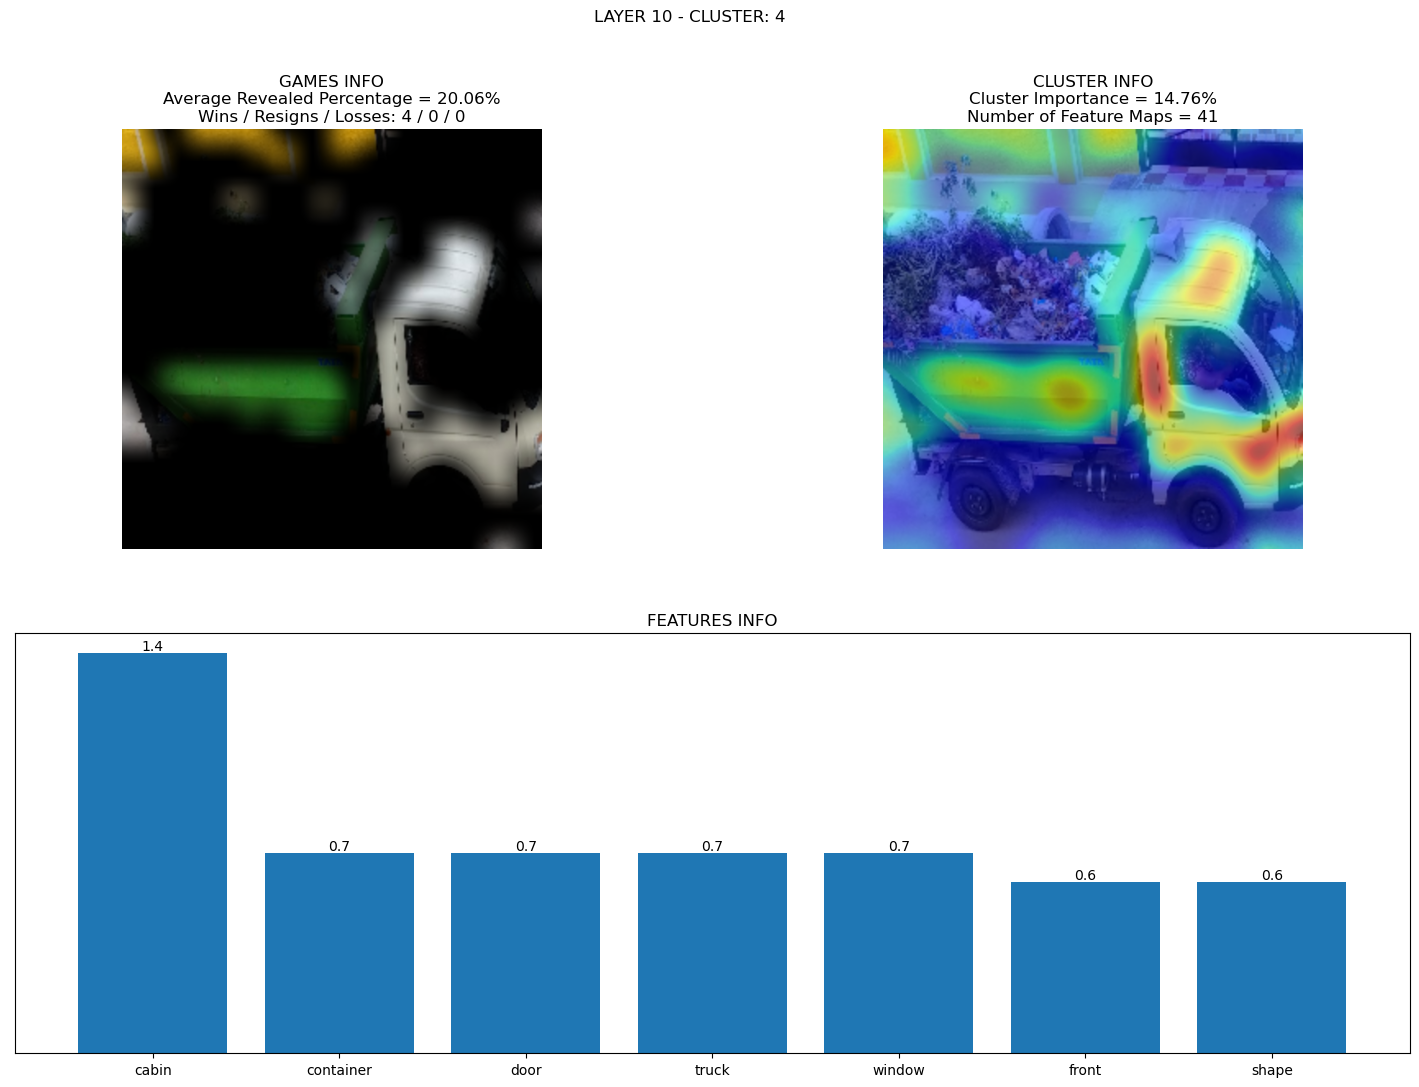 LAYER 10 - CLUSTER: 4
GAMES INFO
Average Revealed Percentage = 20.06%
Wins / Resigns / Losses: 4 / 0 / 0
CLUSTER INFO
Cluster Importance = 14.76%
Number of Feature Maps = 41
FEATURES INFO
1.4
0.7
0.7
0.7
0.7
0.6
0.6
cabin
container
door
truck
window
front
shape